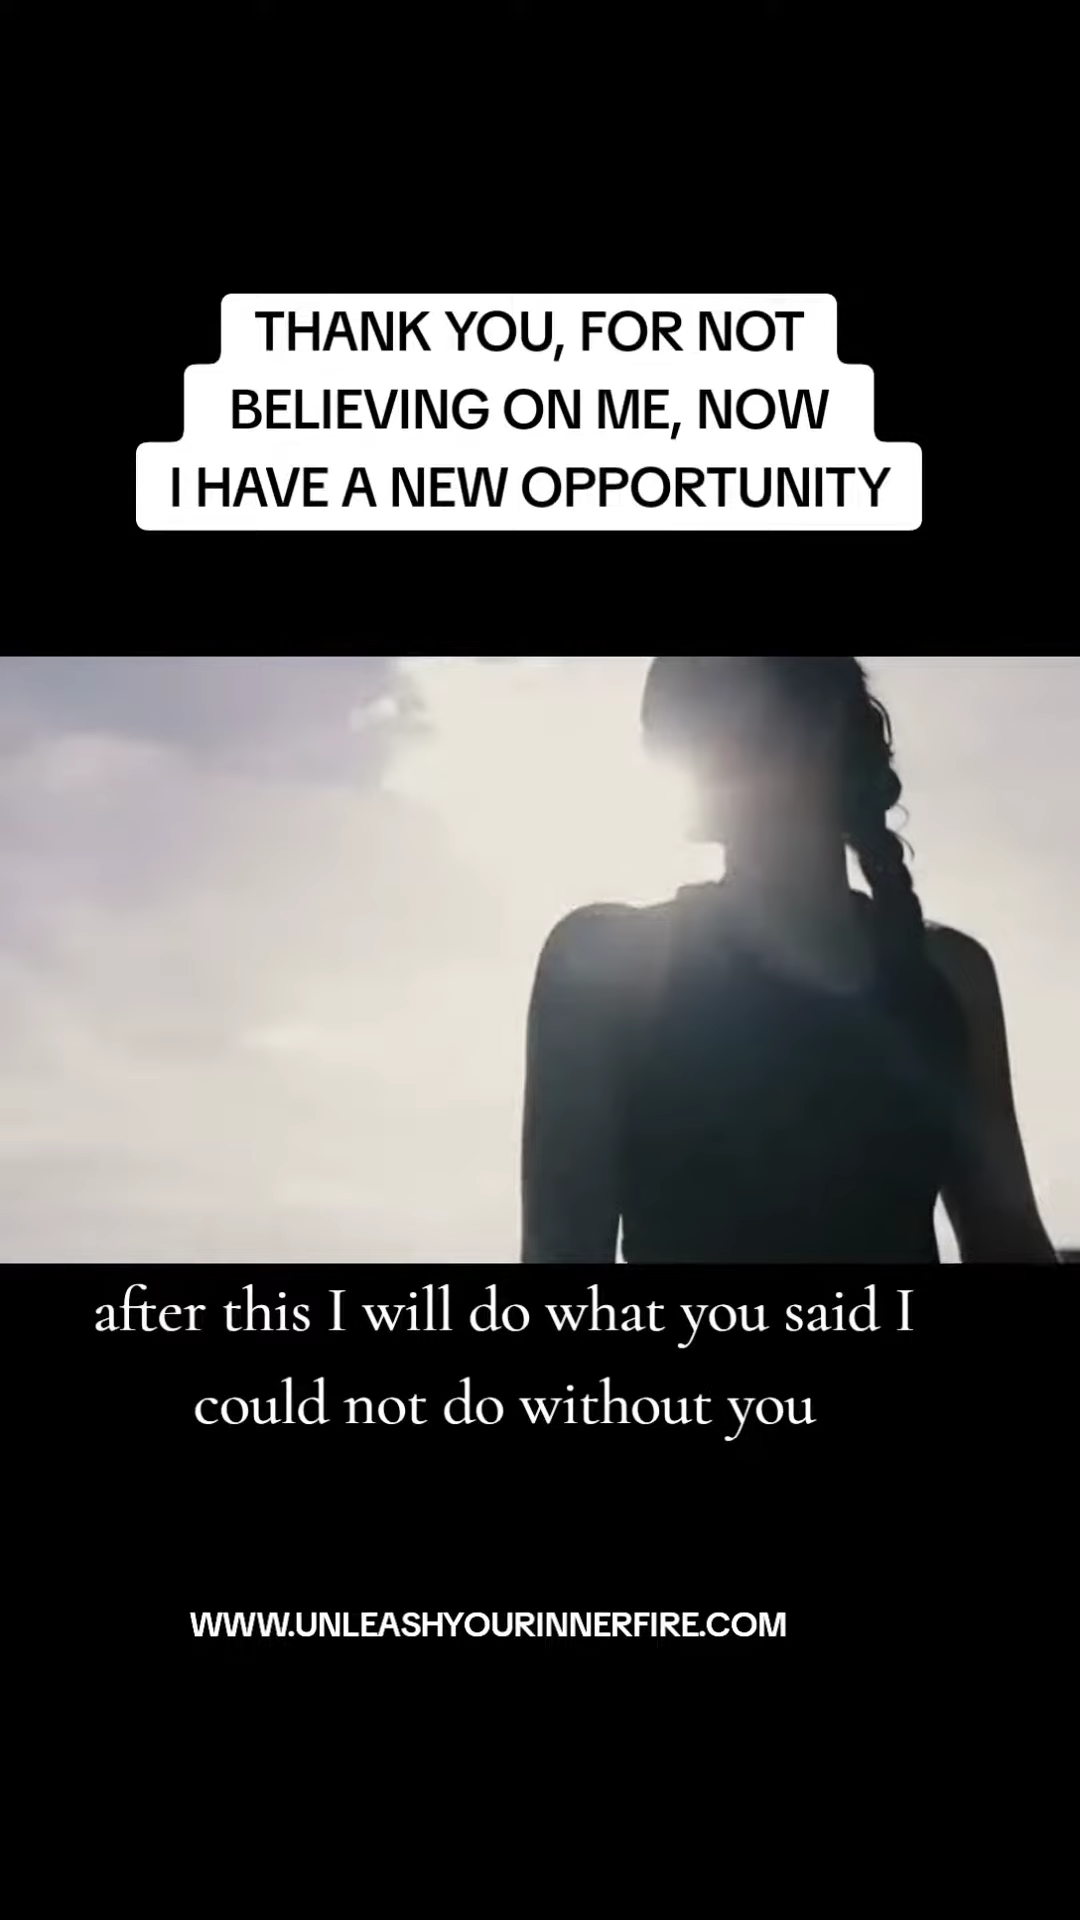 THANK YOU, FOR NOT
BELIEVING ON ME, NOW
I HAVE A NEW OPPORTUNITY
after this I will do what you said I
could not do without you
WWW.UNLEASHYOURINNERFIRE.COM